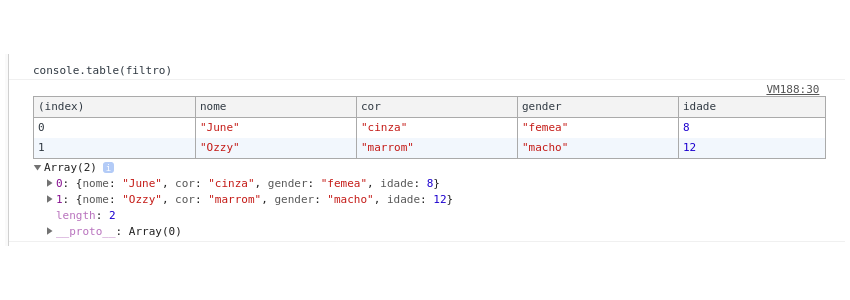 console.table(filtro)
VM188:30
(index) nome cor gender idade
0 "June" "cinza" "femea" 8
1 "Ozzy" "marrom" "macho" 12
Array(2) i
0: {nome: "June", cor: "cinza", gender: "femea", idade: 8}
1: {nome: "Ozzy", cor: "marrom", gender: "macho", idade: 12}
length: 2
__proto__: Array(0)